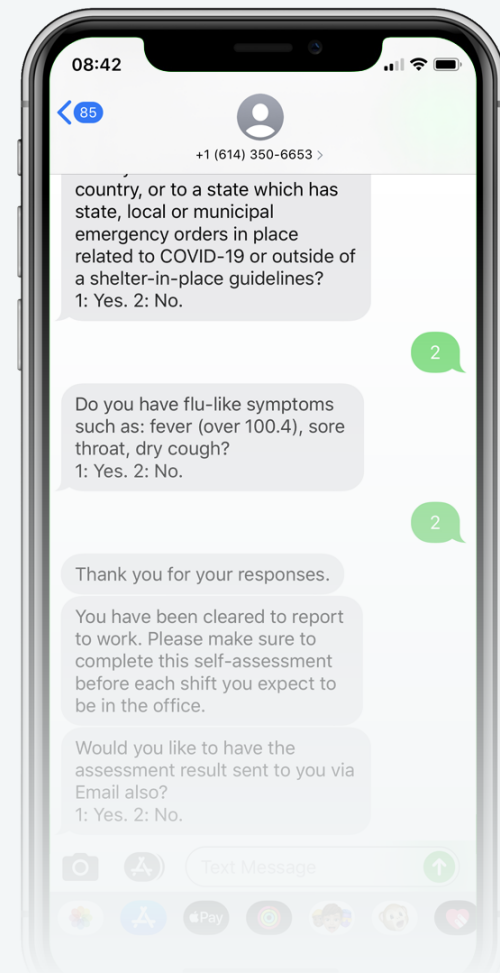 08:42
85
+1 (614) 350-6653 >
country, or to a state which has
state, local or municipal
emergency orders in place
related to COVID-19 or outside of
a shelter-in-place guidelines?
1: Yes. 2: No.
2
Do you have flu-like symptoms
such as: fever (over 100.4), sore
throat, dry cough?
1: Yes. 2: No.
2
Thank you for your responses.
You have been cleared to report
to work. Please make sure to
complete this self-assessment
before each shift you expect to
be in the office.
Would you like to have the
assessment result sent to you via
Email also?
1: Yes. 2: No.
Text Message
Pay